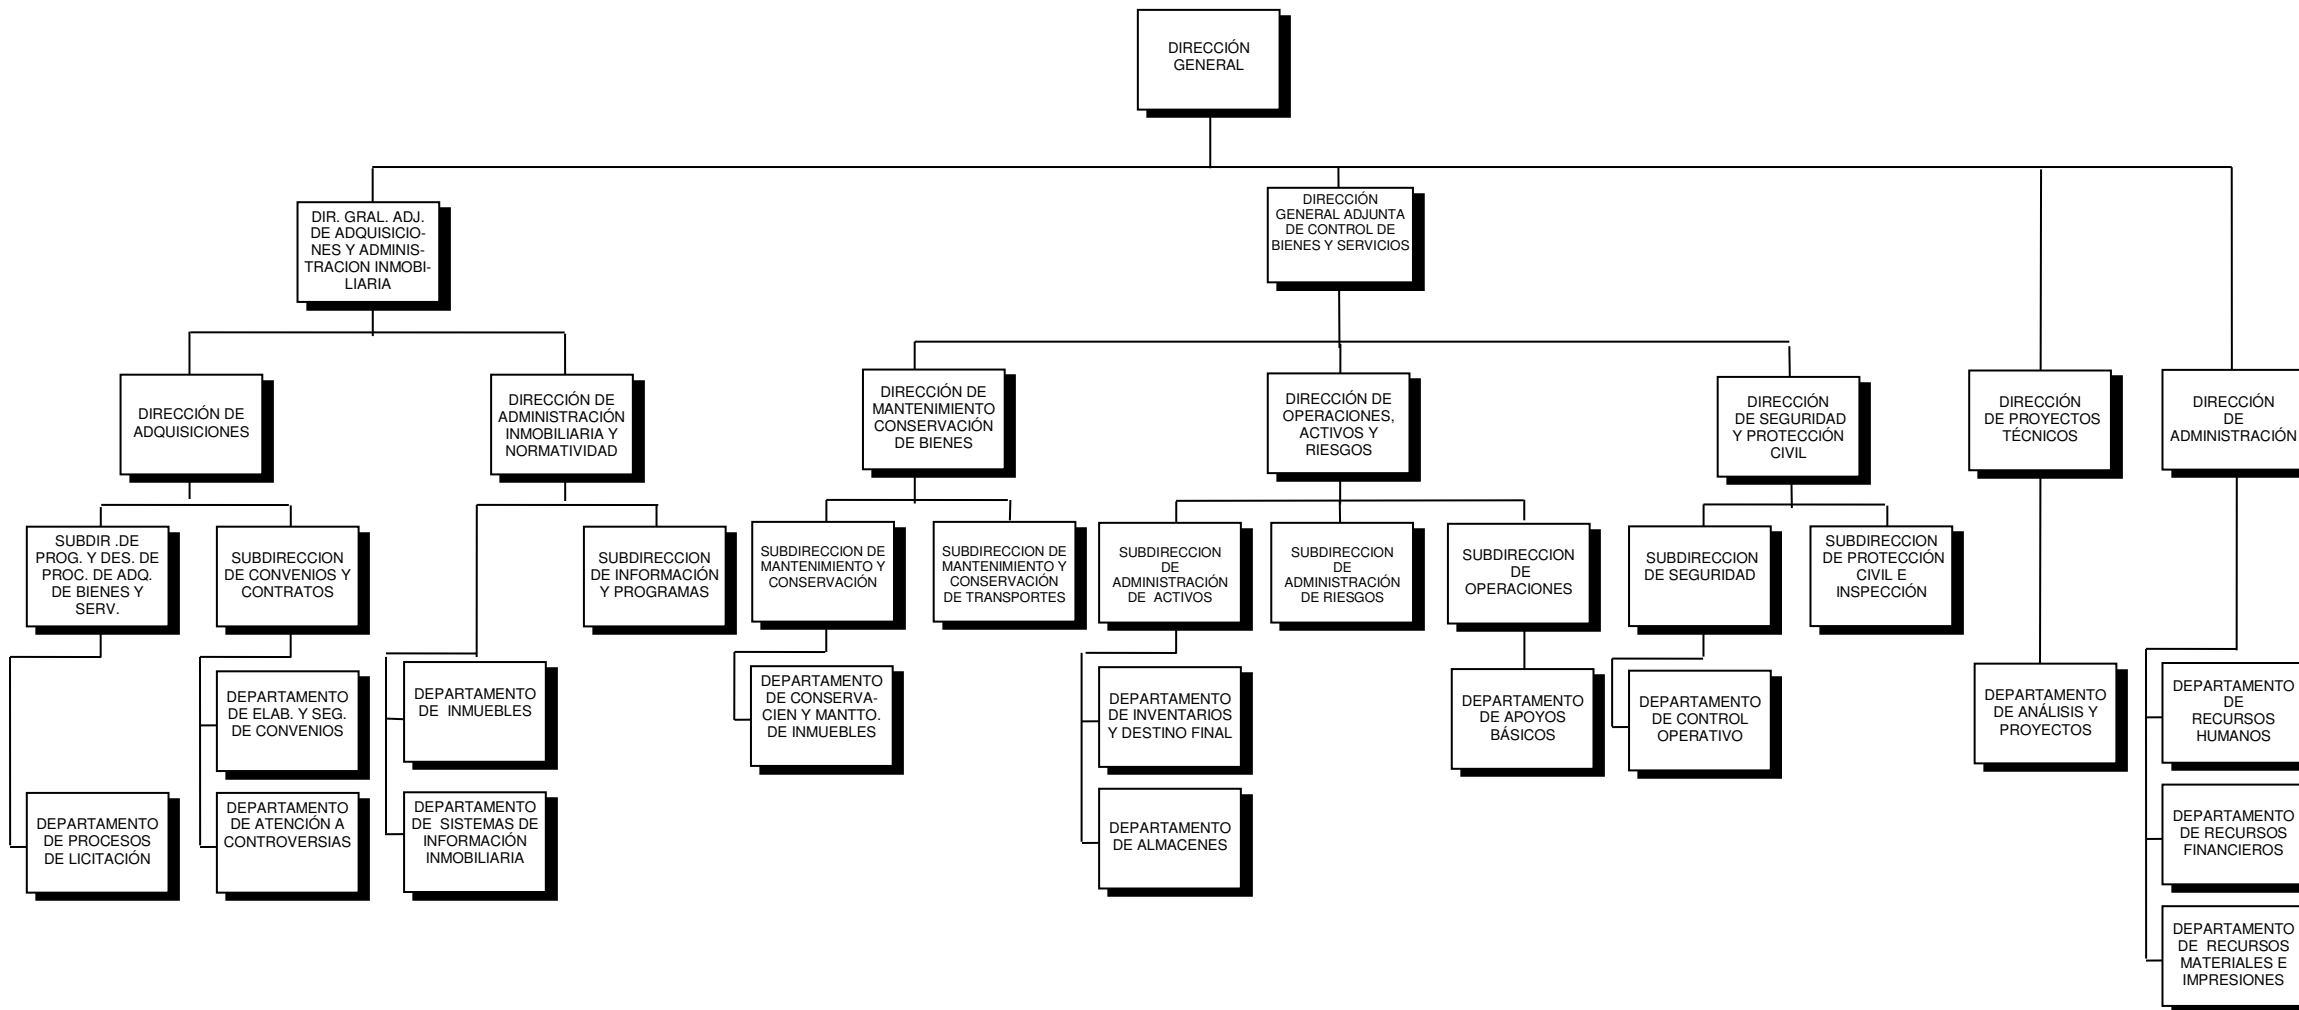 DIRECCIÓN
GENERAL
DIR. GRAL. ADJ.
DE ADQUISICIO-
NES Y ADMINIS-
TRACION INMOBI-
LIARIA
DIRECCIÓN
GENERAL ADJUNTA
DE CONTROL DE
BIENES Y SERVICIOS
DIRECCIÓN DE
ADQUISICIONES
DIRECCIÓN DE
ADMINISTRACIÓN
INMOBILIARIA Y
NORMATIVIDAD
DIRECCIÓN DE
MANTENIMIENTO
CONSERVACIÓN
DE BIENES
DIRECCIÓN DE
OPERACIONES,
ACTIVOS Y
RIESGOS
DIRECCIÓN
DE SEGURIDAD
Y PROTECCIÓN
CIVIL
DIRECCIÓN
DE PROYECTOS
TÉCNICOS
DIRECCIÓN
DE
ADMINISTRACIÓN
SUBDIR .DE
PROG. Y DES. DE
PROC. DE ADQ.
DE BIENES Y
SERV.
SUBDIRECCION
DE CONVENIOS Y
CONTRATOS
SUBDIRECCION
DE INFORMACIÓN
Y PROGRAMAS
SUBDIRECCION DE
MANTENIMIENTO Y
CONSERVACIÓN
SUBDIRECCION DE
MANTENIMIENTO Y
CONSERVACIÓN
DE TRANSPORTES
SUBDIRECCION
DE
ADMINISTRACIÓN
DE  ACTIVOS
SUBDIRECCION
DE
ADMINISTRACIÓN
DE RIESGOS
SUBDIRECCION
DE
OPERACIONES
SUBDIRECCION
DE SEGURIDAD
SUBDIRECCION
DE PROTECCIÓN
CIVIL E
INSPECCIÓN
DEPARTAMENTO
DE ELAB. Y SEG.
DE CONVENIOS
DEPARTAMENTO
DE  INMUEBLES
DEPARTAMENTO
DE CONSERVA-
CIEN Y MANTTO.
DE INMUEBLES
DEPARTAMENTO
DE INVENTARIOS
Y DESTINO FINAL
DEPARTAMENTO
DE APOYOS
BÁSICOS
DEPARTAMENTO
DE CONTROL
OPERATIVO
DEPARTAMENTO
DE ANÁLISIS Y
PROYECTOS
DEPARTAMENTO
DE
RECURSOS
HUMANOS
DEPARTAMENTO
DE PROCESOS
DE LICITACIÓN
DEPARTAMENTO
DE ATENCIÓN A
CONTROVERSIAS
DEPARTAMENTO
DE  SISTEMAS DE
INFORMACIÓN
INMOBILIARIA
DEPARTAMENTO
DE ALMACENES
DEPARTAMENTO
DE RECURSOS
FINANCIEROS
DEPARTAMENTO
DE  RECURSOS
MATERIALES E
IMPRESIONES